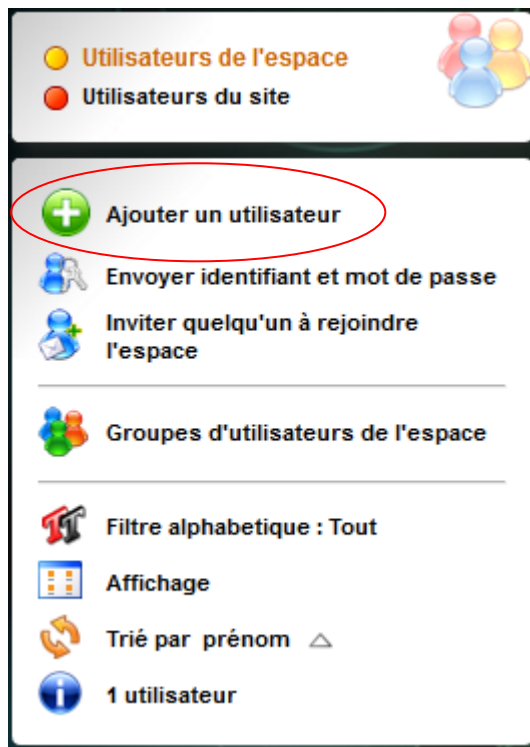 Utilisateurs de l'espace
Utilisateurs du site
Ajouter un utilisateur
Envoyer identifiant et mot de passe
Inviter quelqu'un à rejoindre
l'espace
Groupes d'utilisateurs de l'espace
Filtre alphabetique : Tout
Affichage
Trié par prénom
1 utilisateur